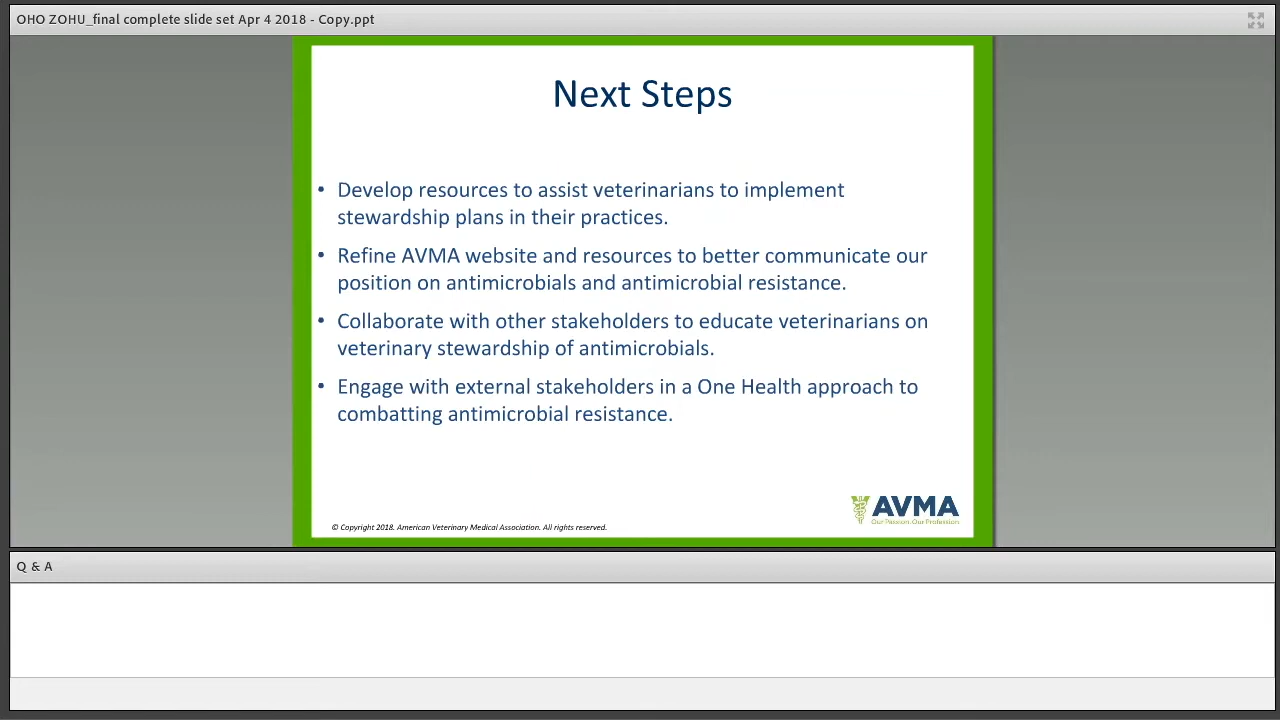 OHO ZOHU_final complete slide set Apr 4 2018 - Copy.ppt
Next Steps
• Develop resources to assist veterinarians to implement
stewardship plans in their practices.
• Refine AVMA website and resources to better communicate our
position on antimicrobials and antimicrobial resistance.
• Collaborate with other stakeholders to educate veterinarians on
veterinary stewardship of antimicrobials.
• Engage with external stakeholders in a One Health approach to
combatting antimicrobial resistance.
AVMA
Our Passion. Our Profession
© Copyright 2018. American Veterinary Medical Association. All rights reserved.
Q & A